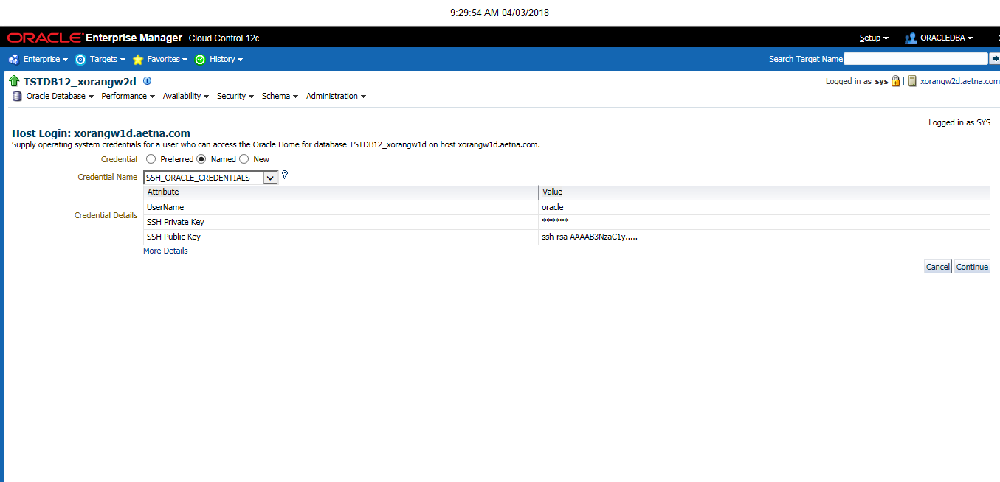 9:29:54 AM 04/03/2018
ORACLE Enterprise Manager Cloud Control 12c Setup ORACLEDBA
Enterprise Targets Favorites History Search Target Name
TSTDB12_xorangw2d Logged in as sys xorangw2d.aetna.com
Oracle Database Performance Availability Security Schema Administration
Logged in as SYS
Host Login: xorangw1d.aetna.com
Supply operating system credentials for a user who can access the Oracle Home for database TSTDB12_xorangw1d on host xorangw1d.aetna.com.
Credential Preferred Named New
Credential Name SSH_ORACLE_CREDENTIALS
Attribute Value
UserName oracle
Credential Details
SSH Private Key ******
SSH Public Key ssh-rsa AAAAB3NzaC1y.....
More Details
Cancel Continue